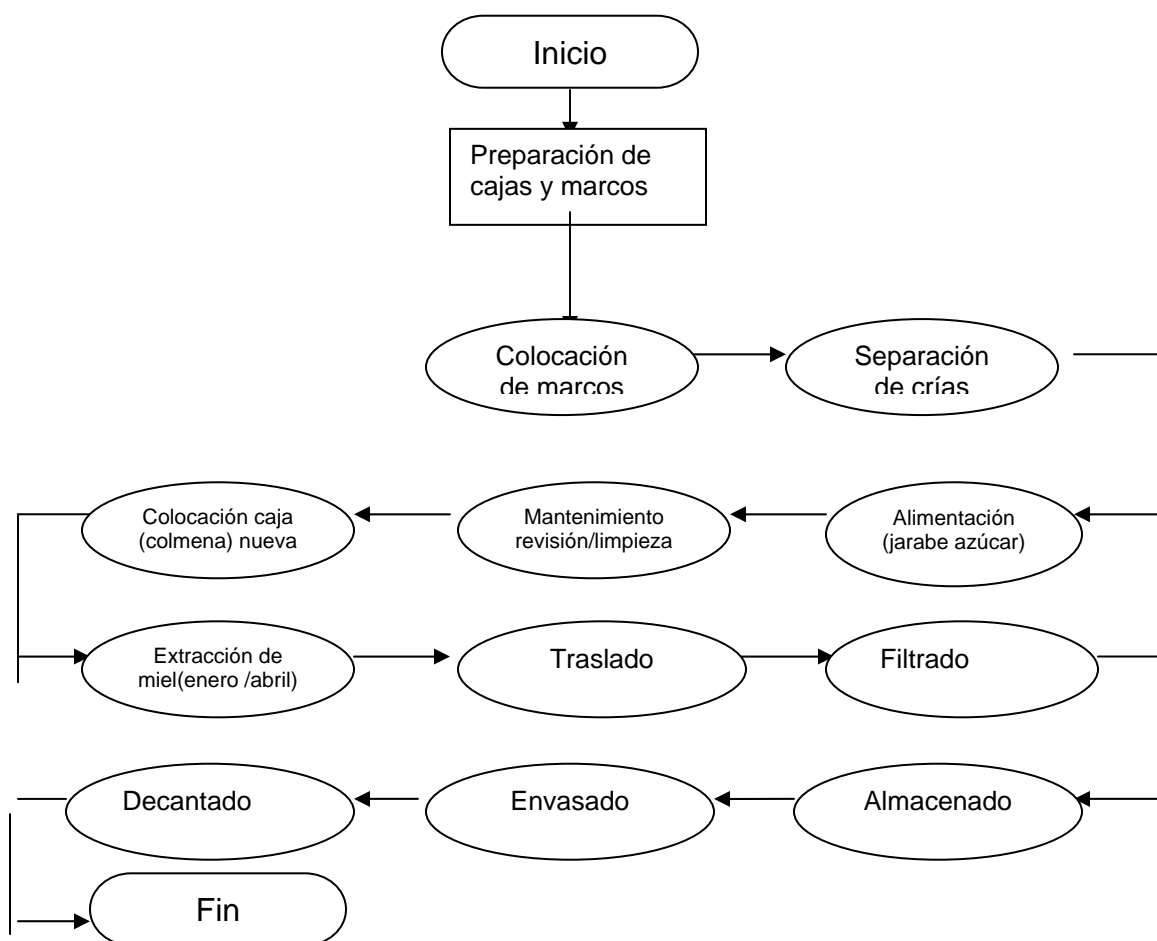 Inicio
Preparación de
cajas y marcos
Colocación
de marcos
Separación
de crías
Alimentación
(jarabe azúcar)
Mantenimiento
revisión/limpieza
Colocación caja
(colmena) nueva
Extracción de
miel(enero /abril)
Traslado
Filtrado
Almacenado
Envasado
Decantado
Fin